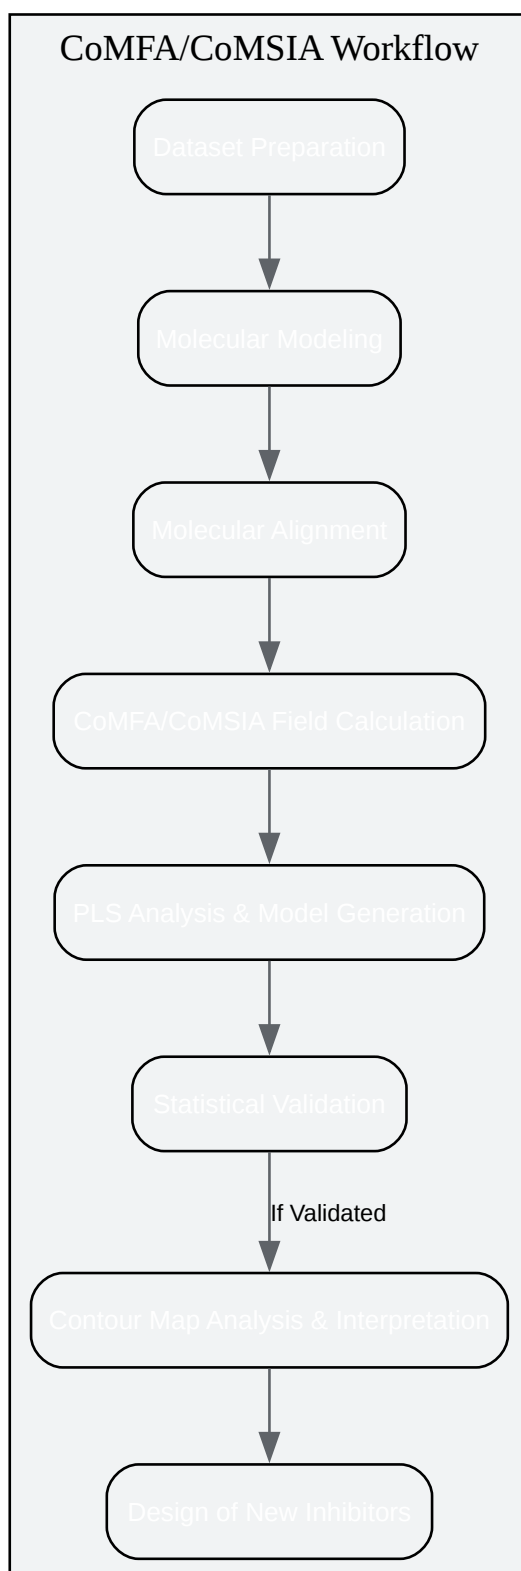 CoMFA/CoMSIA Workflow
Dataset Preparation
Molecular Modeling
Molecular Alignment
CoMFA/CoMSIA Field Calculation
PLS Analysis & Model Generation
Statistical Validation
If Validated
Contour Map Analysis & Interpretation
Design of New Inhibitors